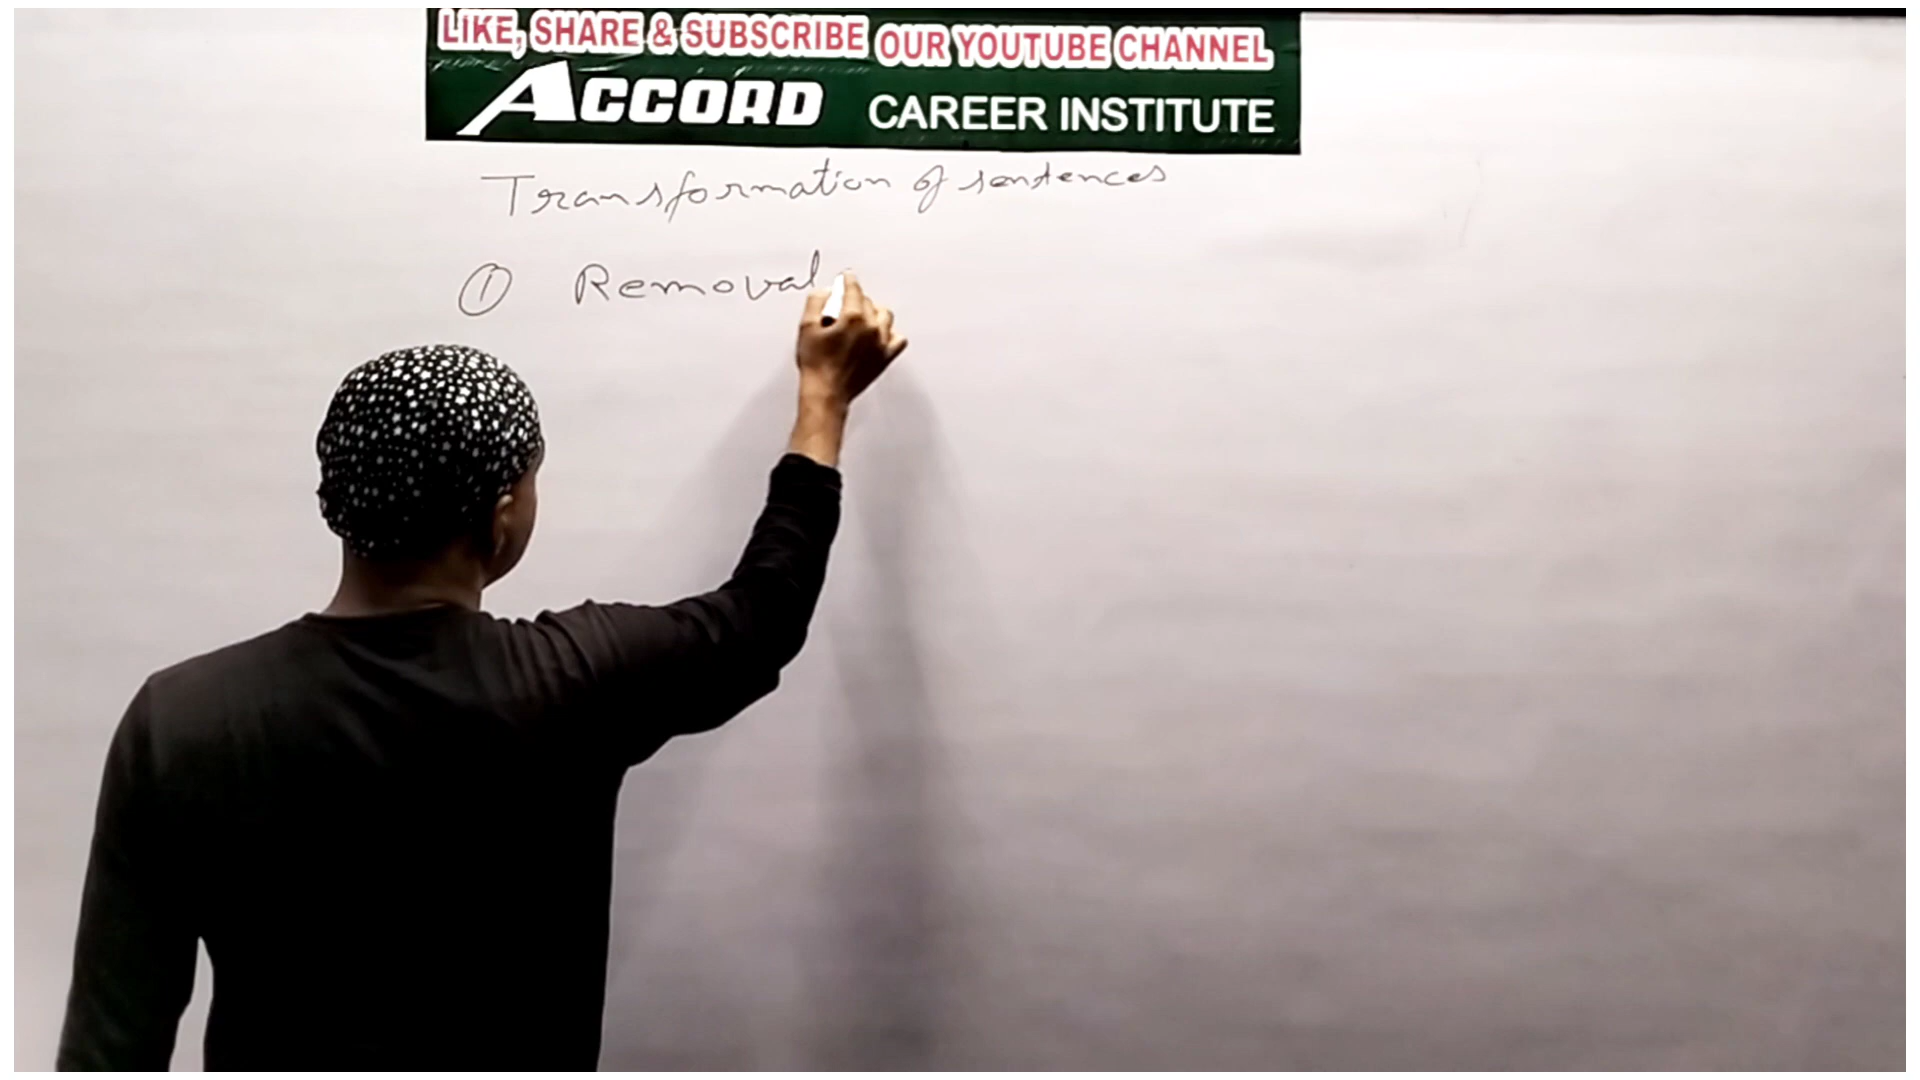 LIKE, SHARE & SUBSCRIBE OUR YOUTUBE CHANNEL
ACCORD CAREER INSTITUTE
Transformation of sentences
① Removal